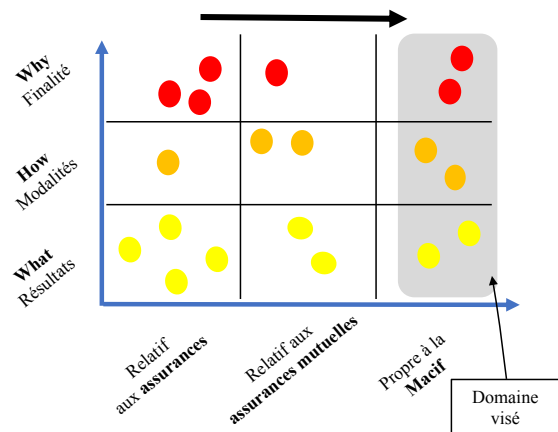 Why
Finalité
How
Modalités
What
Résultats
Relatif
aux assurances
Relatif aux
assurances mutuelles
Propre à la
Macif
Domaine
visé